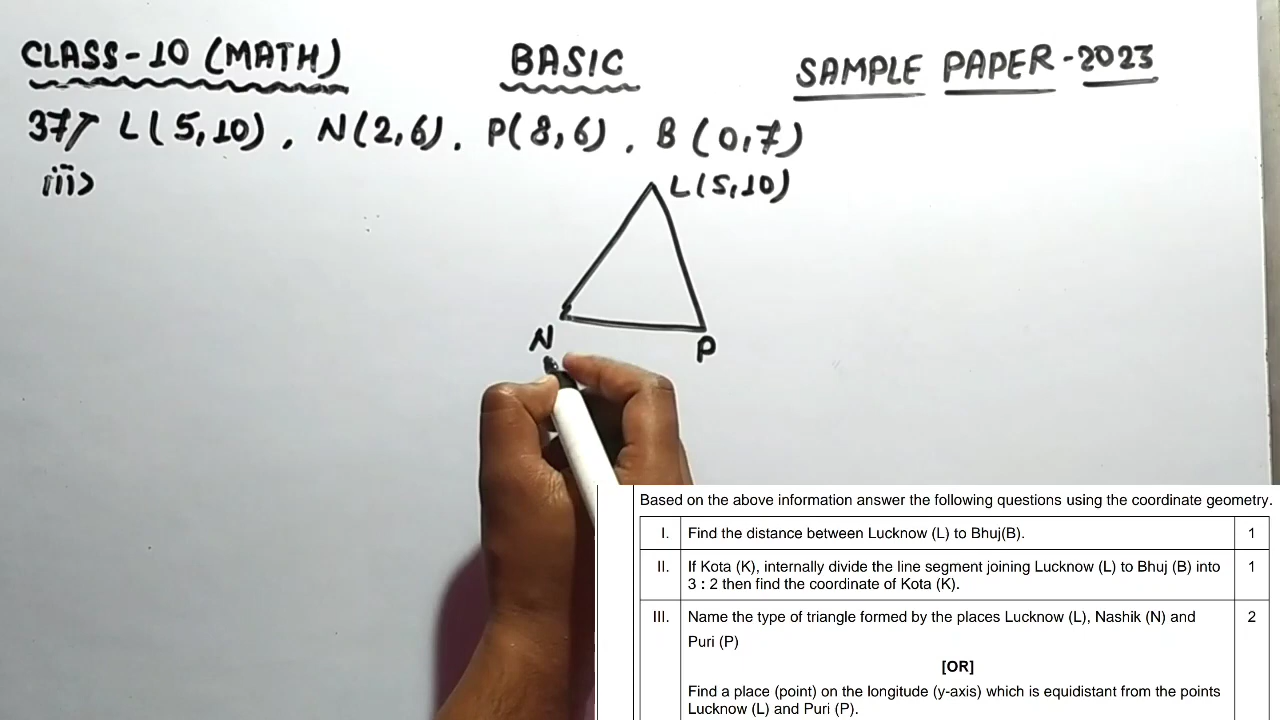 CLASS-10 (MATH) BASIC SAMPLE PAPER-2023
37) L(5,10), N(2,6), P(8,6), B(0,7)
iii>
L(5,10)
N P
Based on the above information answer the following questions using the coordinate geometry.
I. Find the distance between Lucknow (L) to Bhuj(B). 1
II. If Kota (K), internally divide the line segment joining Lucknow (L) to Bhuj (B) into 1
3 : 2 then find the coordinate of Kota (K).
III. Name the type of triangle formed by the places Lucknow (L), Nashik (N) and 2
Puri (P)
[OR]
Find a place (point) on the longitude (y-axis) which is equidistant from the points
Lucknow (L) and Puri (P).